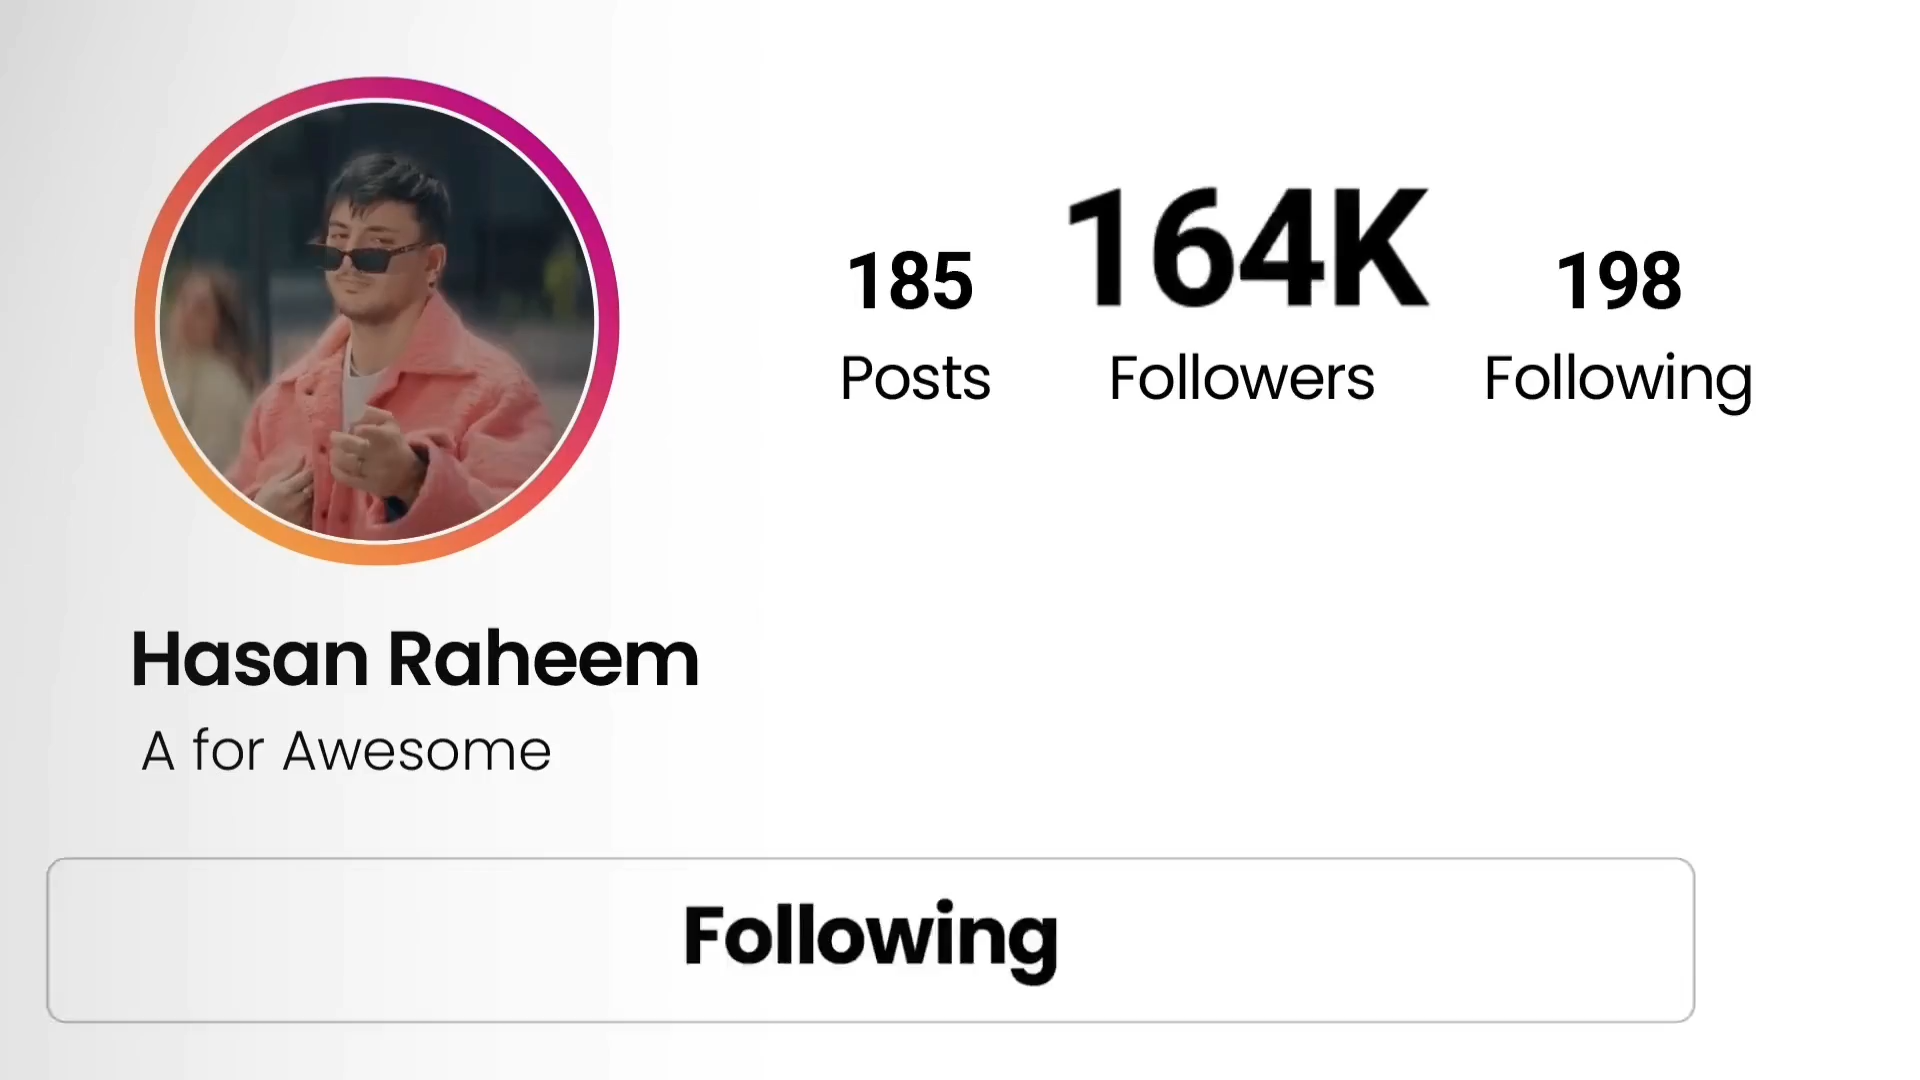 185 164K 198
Posts Followers Following
Hasan Raheem
A for Awesome
Following